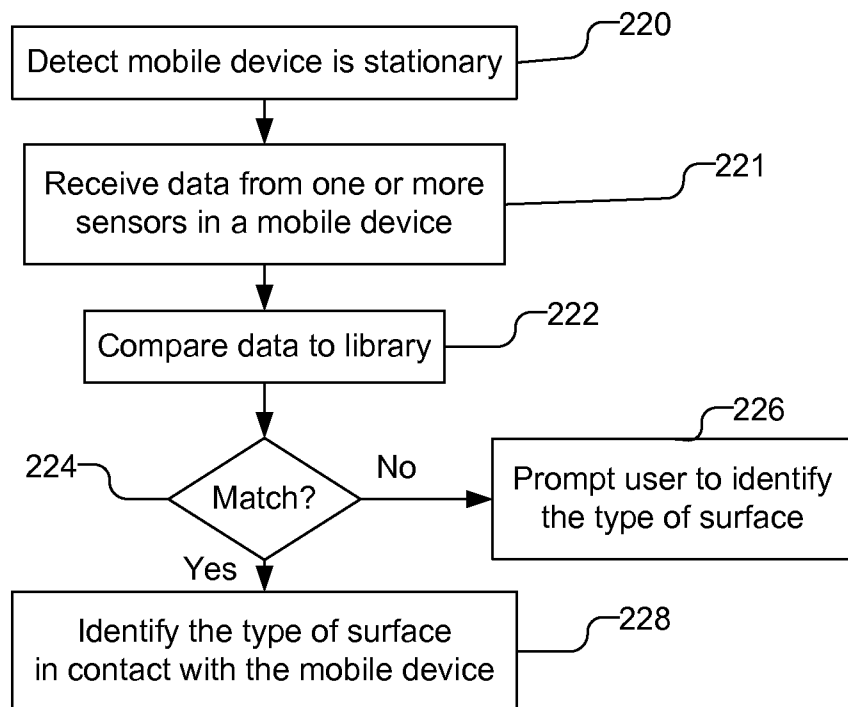 220
Detect mobile device is stationary
Receive data from one or more
sensors in a mobile device
221
222
Compare data to library
226
224
Match?
No
Prompt user to identify
the type of surface
Yes
Identify the type of surface
in contact with the mobile device
228